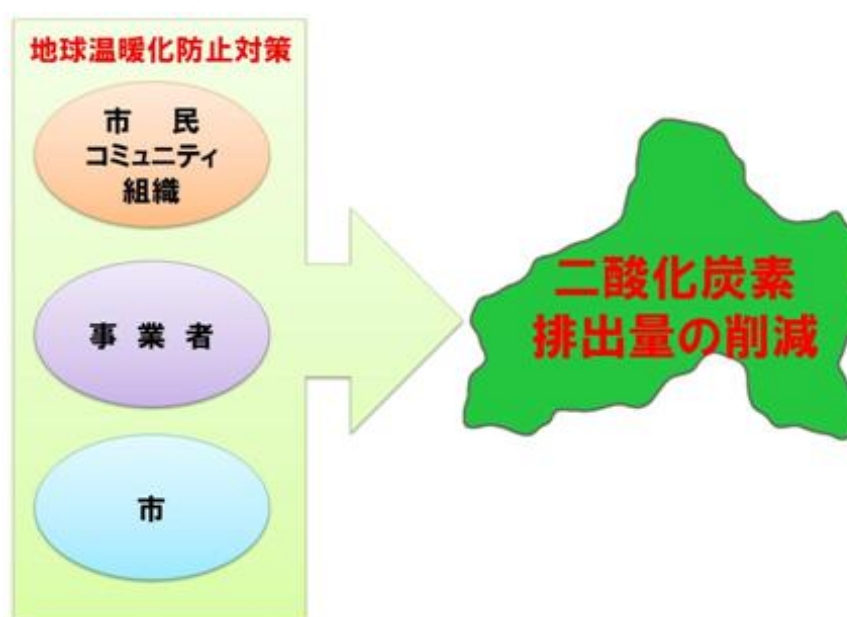 地球温暖化防止対策
市民
コミュニティ
組織
事業者
市
二酸化炭素
排出量の削減